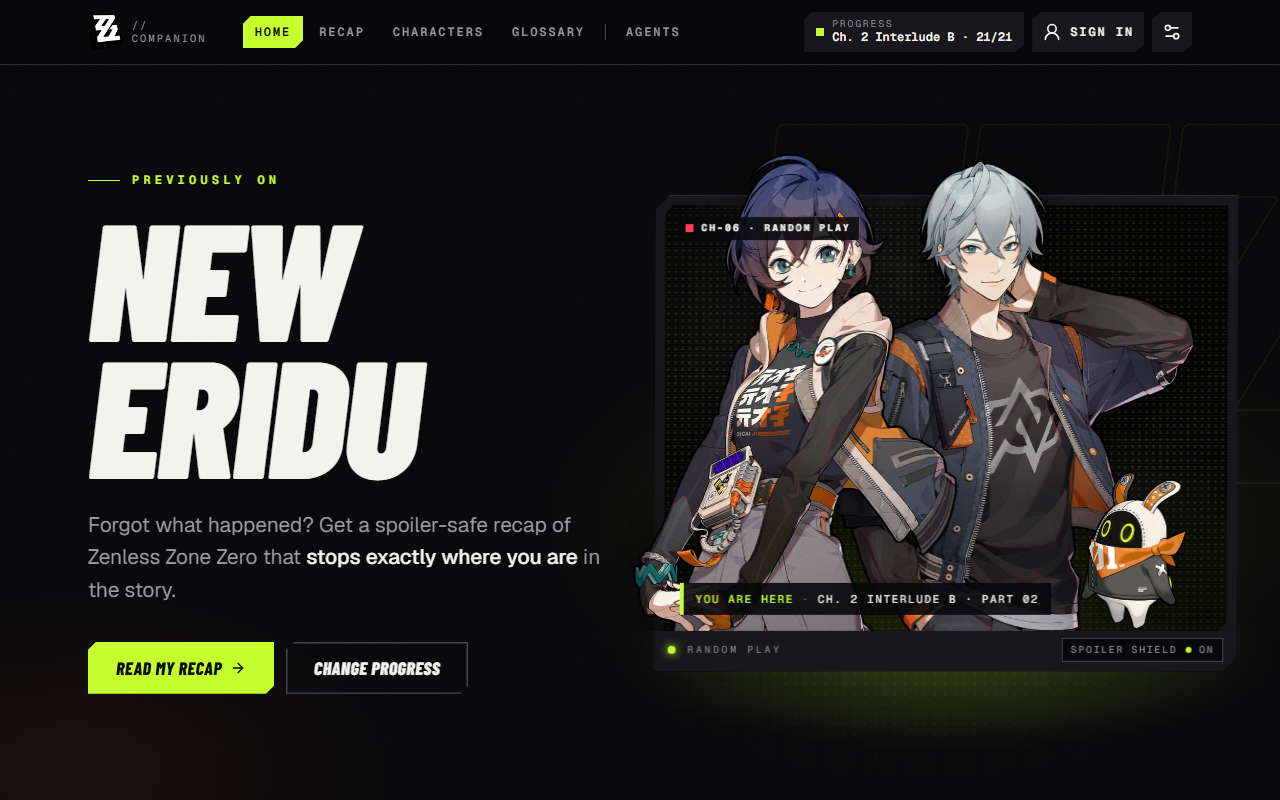 //
COMPANION
HOME
RECAP
CHARACTERS
GLOSSARY
AGENTS
PROGRESS
Ch. 2 Interlude B · 21/21
SIGN IN
PREVIOUSLY ON
NEW
ERIDU
Forgot what happened? Get a spoiler-safe recap of
Zenless Zone Zero that stops exactly where you are in
the story.
READ MY RECAP →
CHANGE PROGRESS
CH-06 · RANDOM PLAY
YOU ARE HERE · CH. 2 INTERLUDE B · PART 02
RANDOM PLAY
SPOILER SHIELD ON